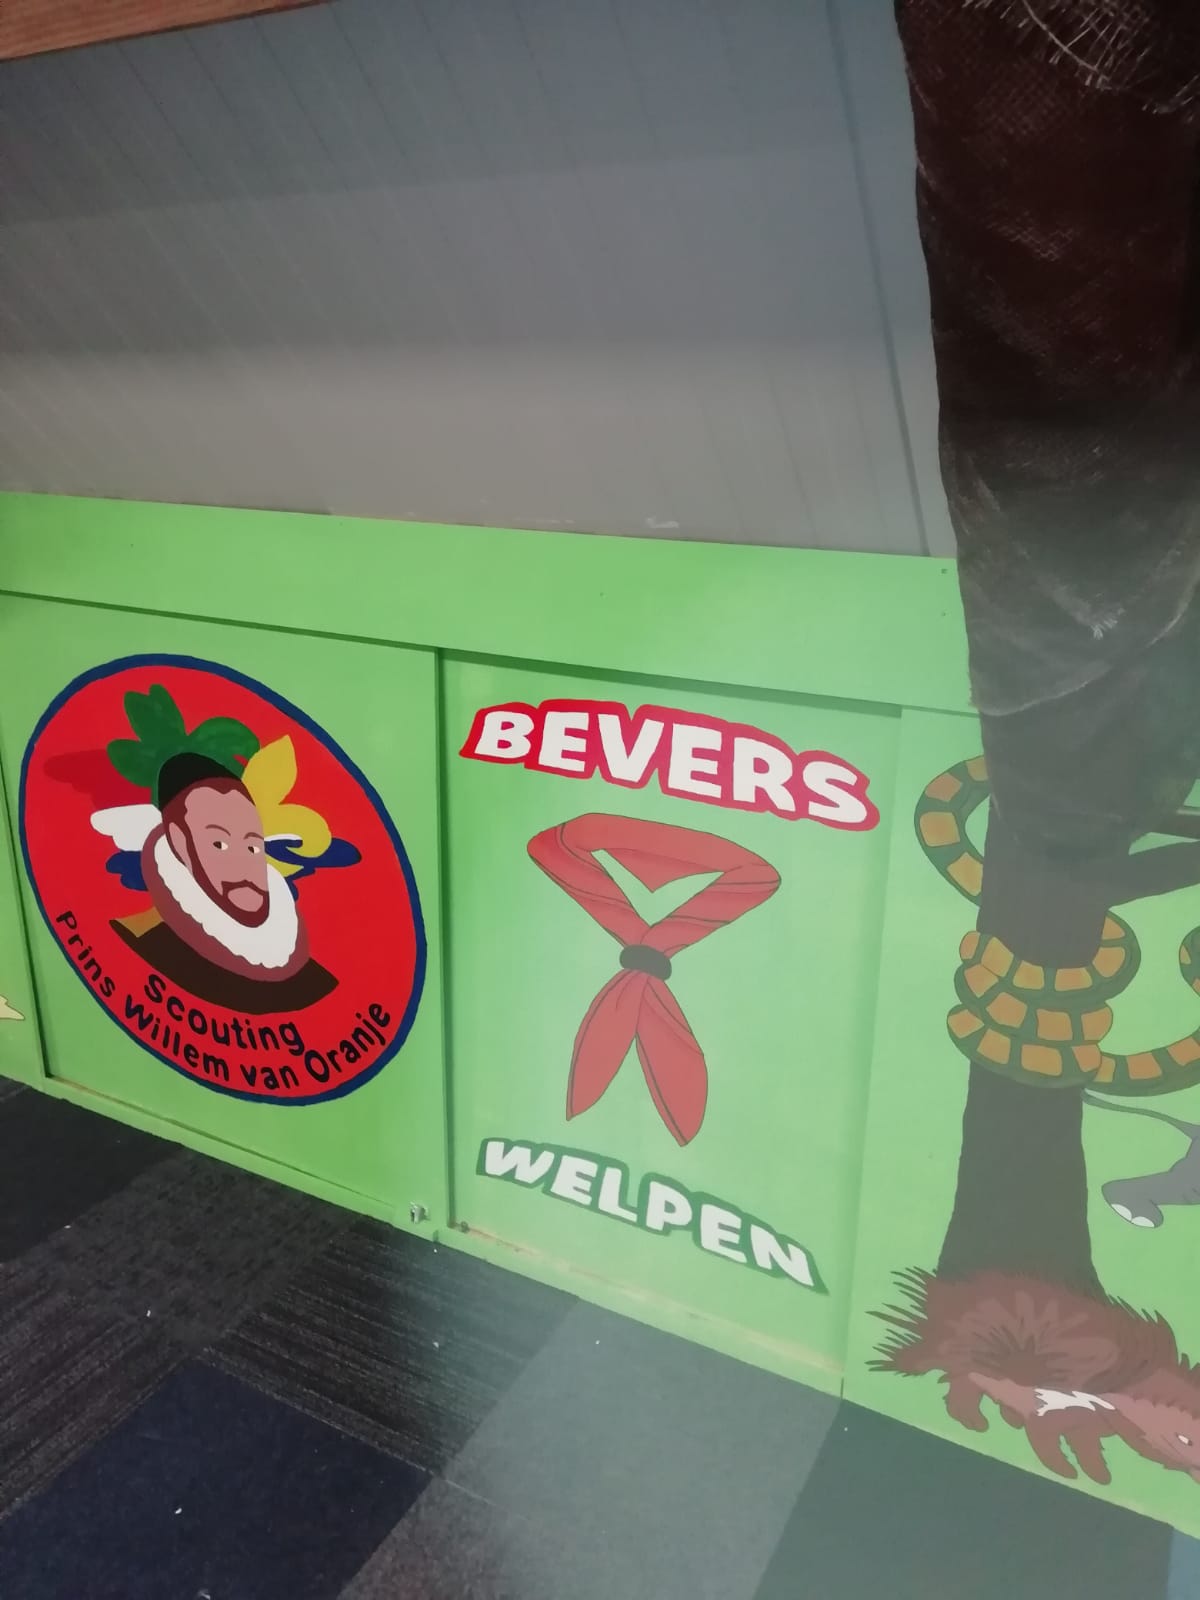 Scouting
Prins Willem van Oranje
BEVERS
WELPEN